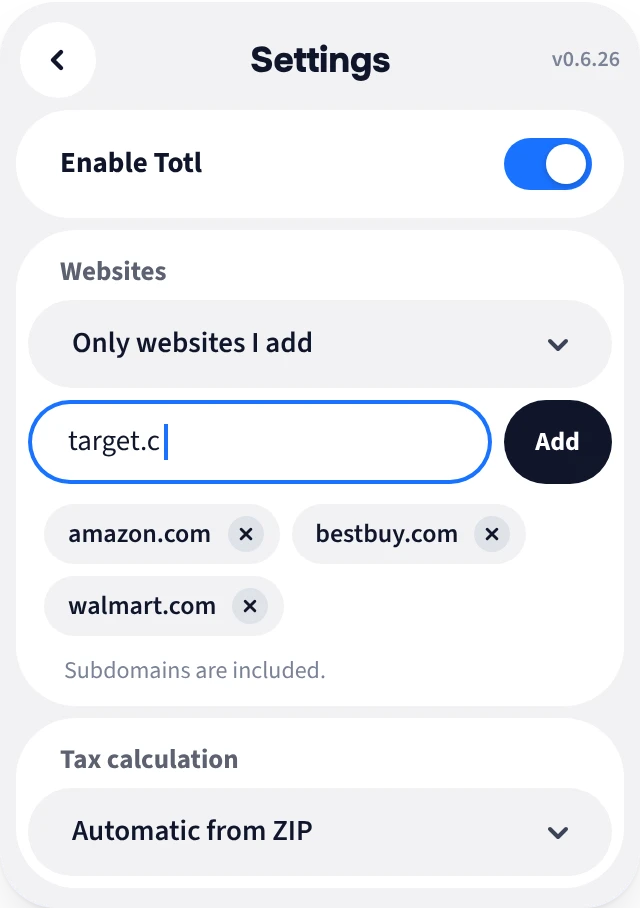 Settings
v0.6.26
Enable Totl
Websites
Only websites I add
target.c
Add
amazon.com
bestbuy.com
walmart.com
Subdomains are included.
Tax calculation
Automatic from ZIP